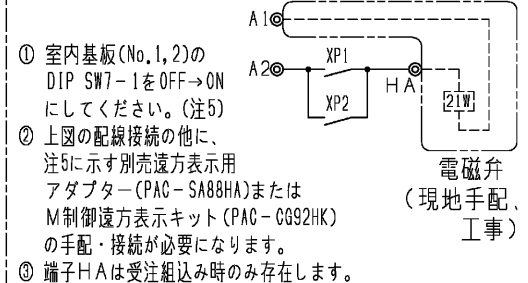 A1
① 室内基板(No.1,2)の
DIP SW7-1をOFF→ON
にしてください。(注5)
A2
XP1
HA
XP2
21W
② 上図の配線接続の他に、
注5に示す別売遠方表示用
アダプター(PAC-SA88HA)または
M制御遠方表示キット(PAC-CG92HK)
の手配・接続が必要になります。
電磁弁
(現地手配、
工事)
③ 端子HAは受注組込み時のみ存在します。